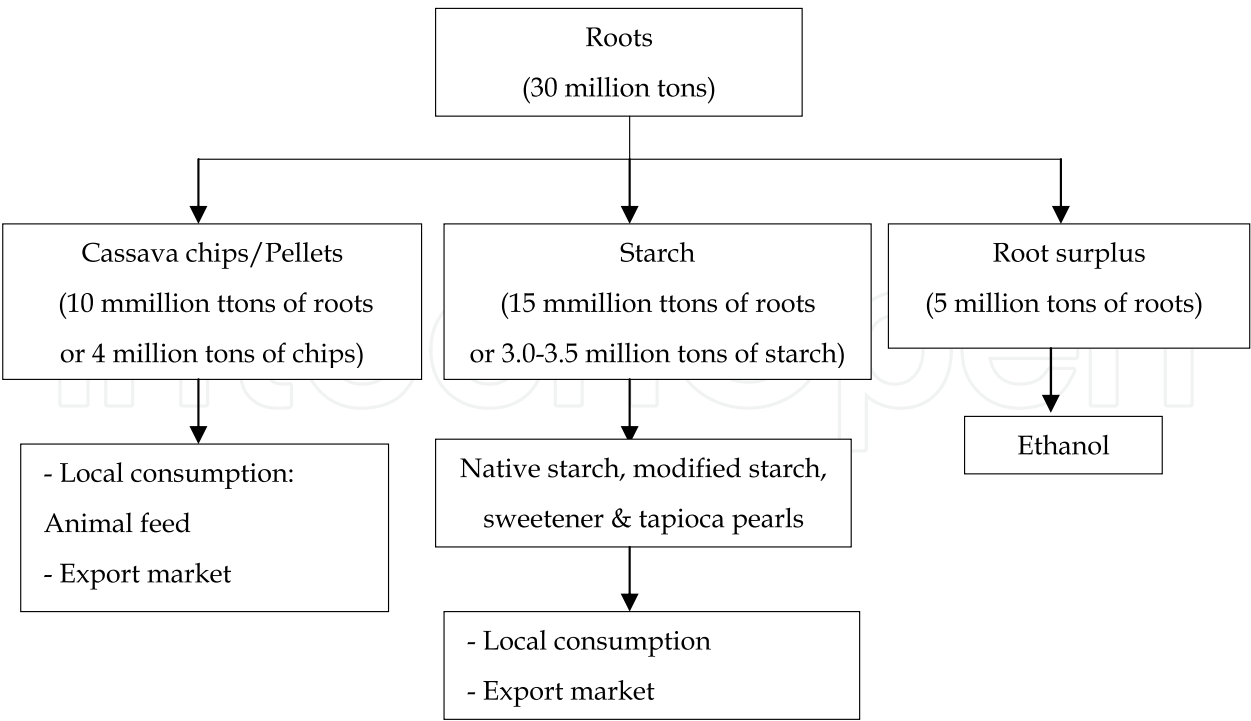 Roots
(30 million tons)
Cassava chips/Pellets
(10 mmillion ttons of roots
or 4 million tons of chips)
Starch
(15 mmillion ttons of roots
or 3.0-3.5 million tons of starch)
Root surplus
(5 million tons of roots)
- Local consumption:
Animal feed
- Export market
Native starch, modified starch,
sweetener & tapioca pearls
Ethanol
- Local consumption
- Export market
intechopen